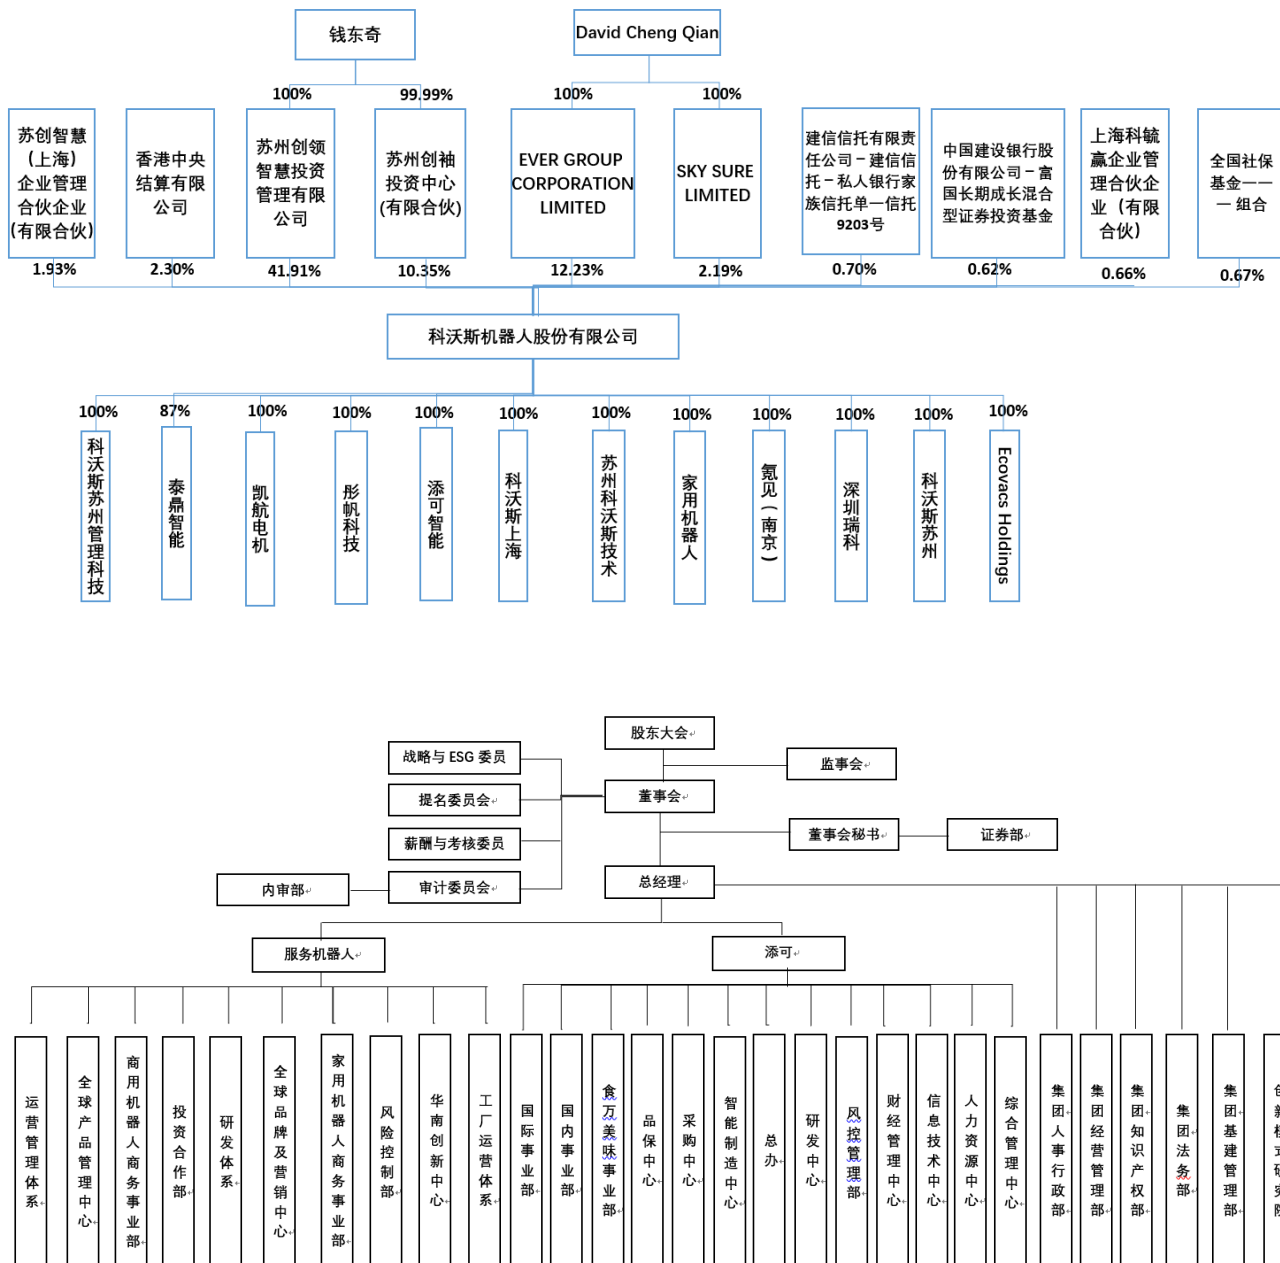 钱东奇
David Cheng Qian
100%
99.99%
100%
100%
苏创智慧
(上海)
企业管理
合伙企业
(有限合伙)
香港中央
结算有限
公司
苏州创领
智慧投资
管理有限
公司
苏州创袖
投资中心
(有限合伙)
EVER GROUP
CORPORATION
LIMITED
SKY SURE
LIMITED
建信信托有限责
任公司－建信信
托－私人银行家
族信托单一信托
9203号
中国建设银行股
份有限公司－富
国长期成长混合
型证券投资基金
上海科毓
赢企业管
理合伙企
业（有限
合伙）
全国社保
基金一一
一 组合
1.93%
2.30%
41.91%
10.35%
12.23%
2.19%
0.70%
0.62%
0.66%
0.67%
科沃斯机器人股份有限公司
100%
87%
100%
100%
100%
100%
100%
100%
100%
100%
100%
100%
科沃斯苏州管理科技
泰鼎智能
凯航电机
彤帆科技
添可智能
科沃斯上海
苏州科沃斯技术
家用机器人
氪见（南京）
深圳瑞科
科沃斯苏州
Ecovacs Holdings
股东大会
战略与 ESG 委员
监事会
提名委员会
董事会
薪酬与考核委员
董事会秘书
证券部
内审部
审计委员会
总经理
服务机器人
添可
运营管理体系
全球产品管理中心
商用机器人商务事业部
投资合作部
研发体系
全球品牌及营销中心
家用机器人商务事业部
风险控制部
华南创新中心
工厂运营体系
国际事业部
国内事业部
食万美味事业部
品保中心
采购中心
智能制造中心
总办
研发中心
风控管理部
财经管理中心
信息技术中心
人力资源中心
综合管理中心
集团人事行政部
集团经营管理部
集团知识产权部
集团法务部
集团基建管理部